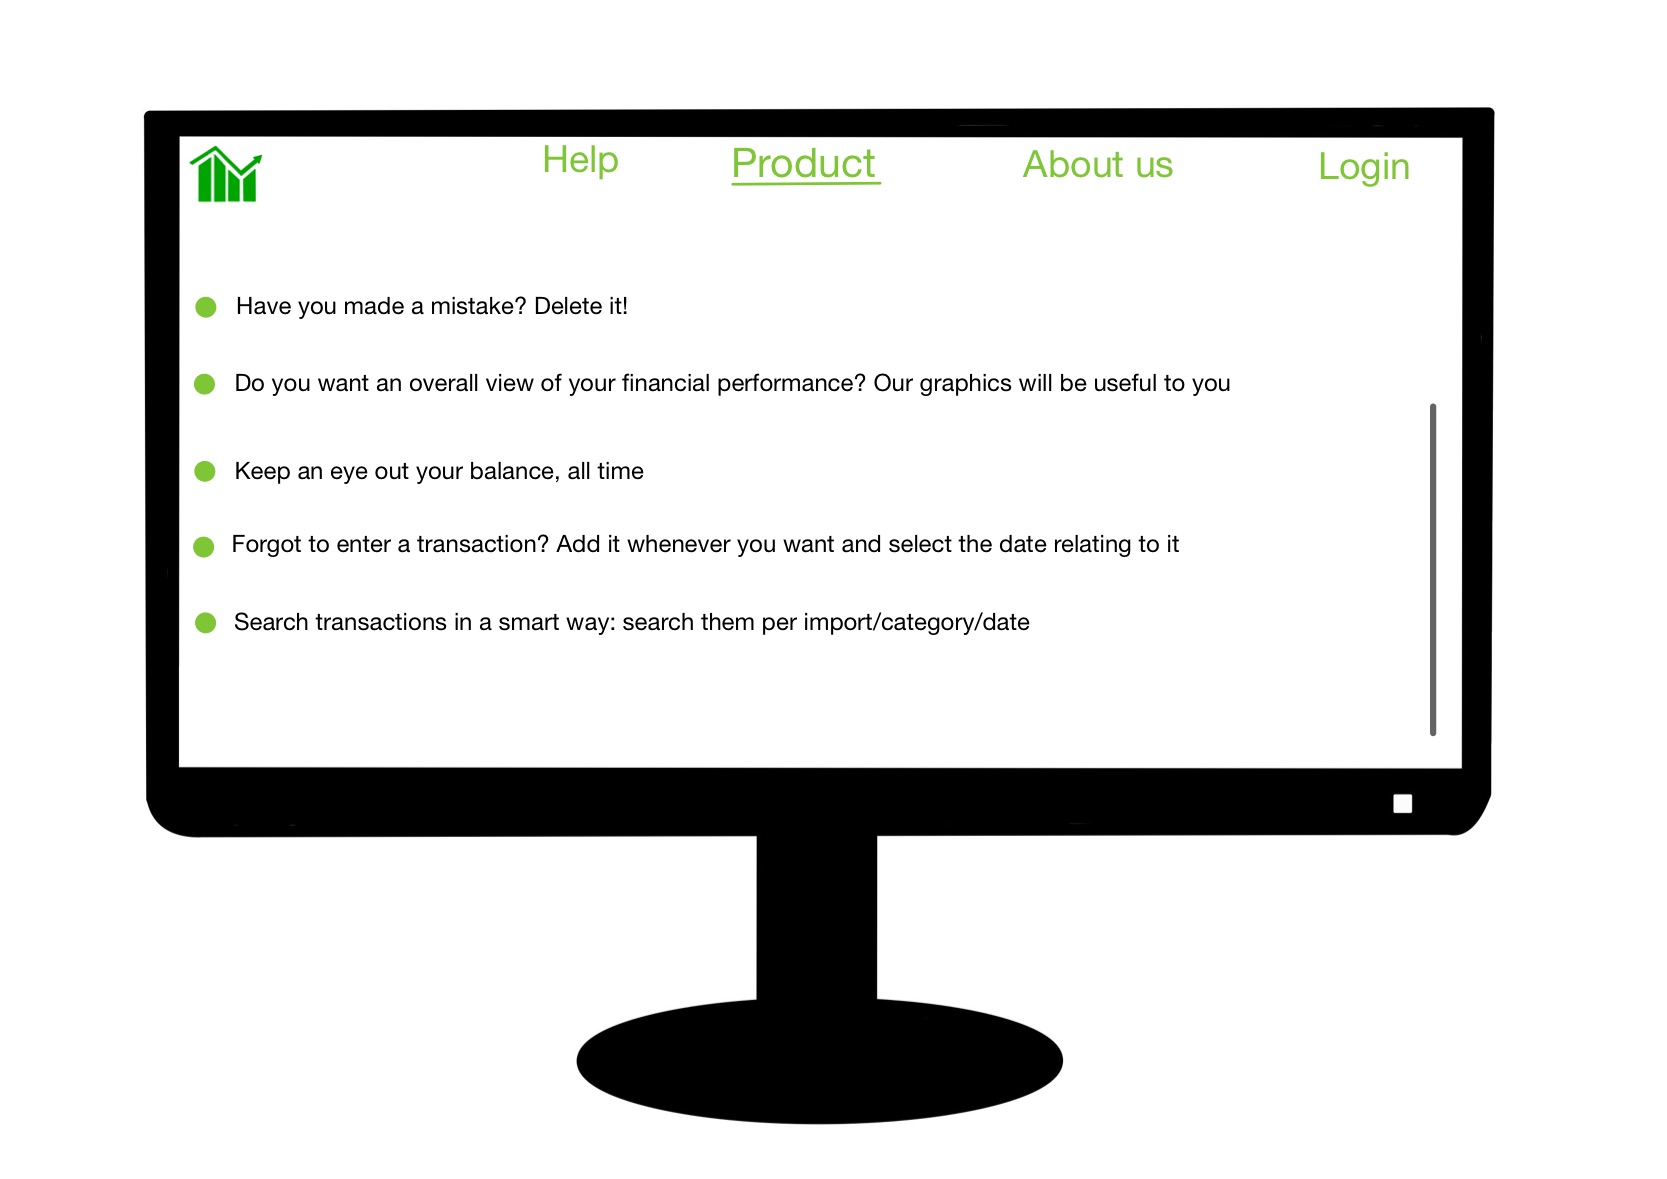 Help
Product
About us
Login
Have you made a mistake? Delete it!
Do you want an overall view of your financial performance? Our graphics will be useful to you
Keep an eye out your balance, all time
Forgot to enter a transaction? Add it whenever you want and select the date relating to it
Search transactions in a smart way: search them per import/category/date